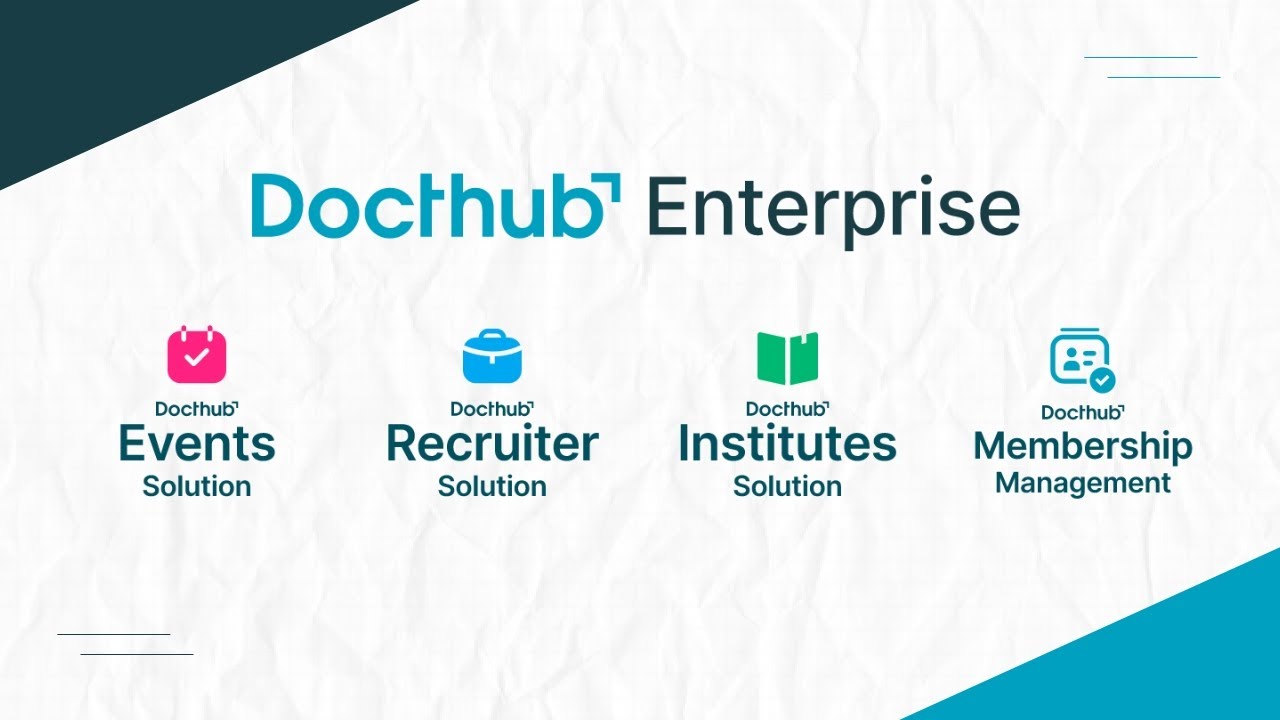 Docthub Enterprise
Docthub
Events
Solution
Docthub
Recruiter
Solution
Docthub
Institutes
Solution
Docthub
Membership
Management